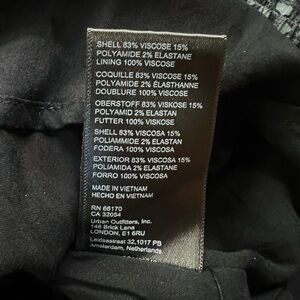 SHELL 83% VISCOSE 15%
POLYAMIDE 2% ELASTANE
LINING 100% VISCOSE
COQUILLE 83% VISCOSE 15%
POLYAMIDE 2% ÉLASTHANNE
DOUBLURE 100% VISCOSE
OBERSTOFF 83% VISKOSE 15%
POLYAMID 2% ELASTAN
FUTTER 100% VISKOSE
SHELL 83% VISCOSA 15%
POLIAMMIDE 2% ELASTAN
FODERA 100% VISCOSA
EXTERIOR 83% VISCOSA 15%
POLIAMIDA 2% ELASTANE
FORRO 100% VISCOSA
MADE IN VIETNAM
HECHO EN VIETNAM
RN 66170
CA 32054
Urban Outfitters, Inc.
146 Brick Lane
LONDON, E1 6RU
Leidsestraat 32,1017 PB
Amsterdam, Netherlands